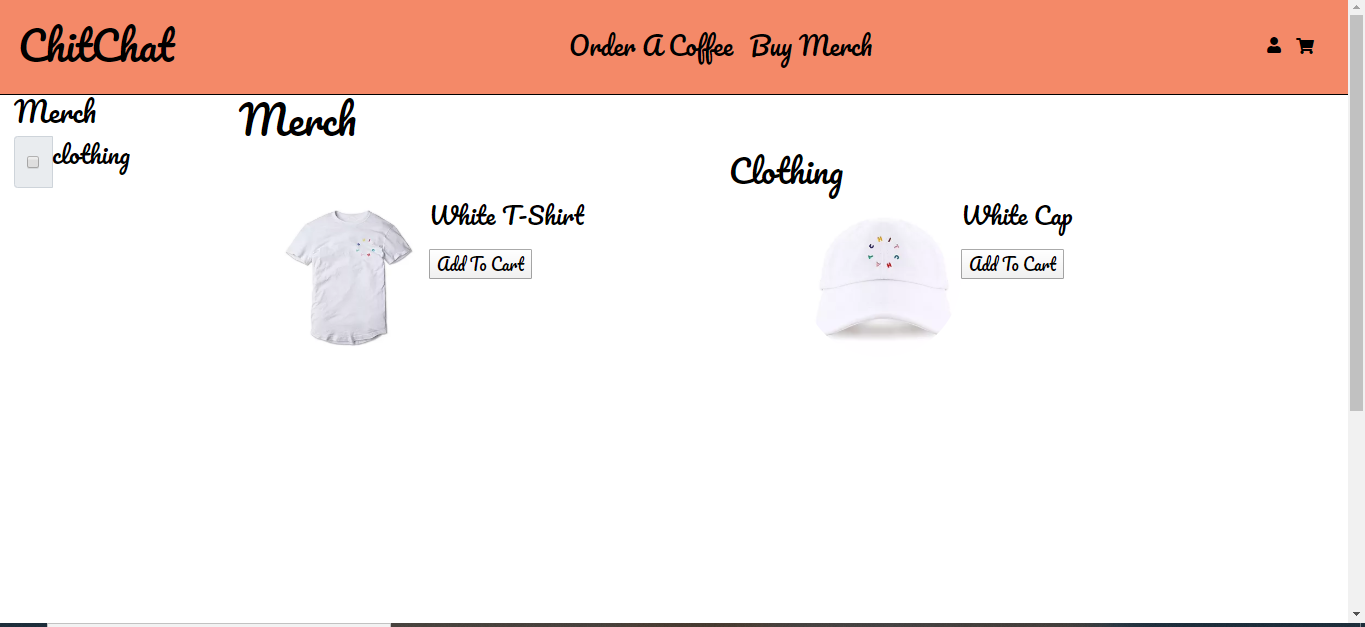 ChitChat
Order A Coffee Buy Merch
Merch
clothing
Merch
Clothing
White T-Shirt
Add To Cart
White Cap
Add To Cart
CHITCHAT